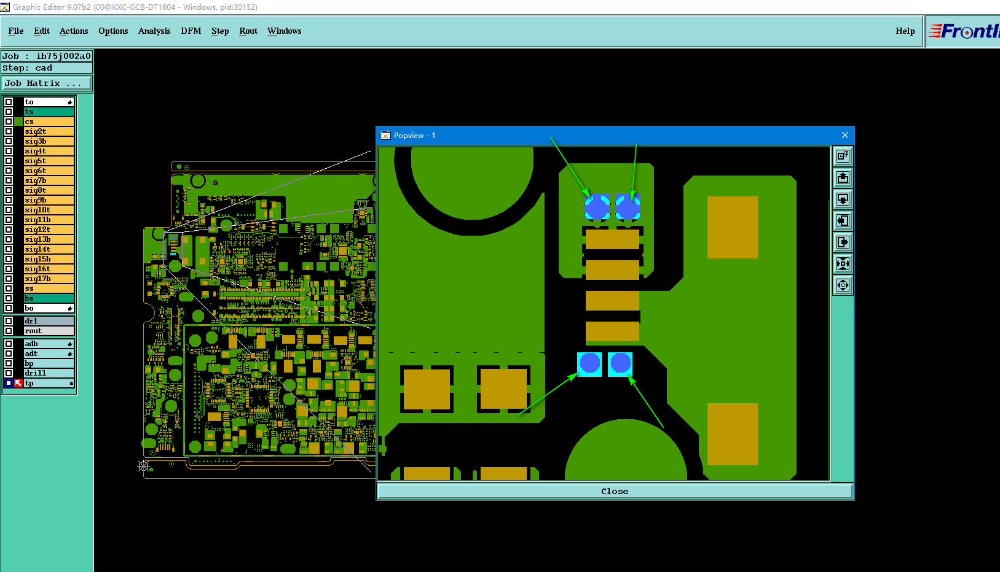 Graphic Editor 9.07b2 (00@KXC-GCB-DT1604 - Windows, pid:30152)
File Edit Actions Options Analysis DFM Step Rout Windows Help
Frontl
Job : ib75j002a0
Step: cad
Job Matrix ...
to
ts
cs
sig2t
sig3b
sig4t
sig5t
sig6t
sig7b
sig8t
sig9b
sig10t
sig11b
sig12t
sig13b
sig14t
sig15b
sig16t
sig17b
ss
bs
bo
drl
rout
adb
adt
bp
drill
tp
Popview - 1
Close